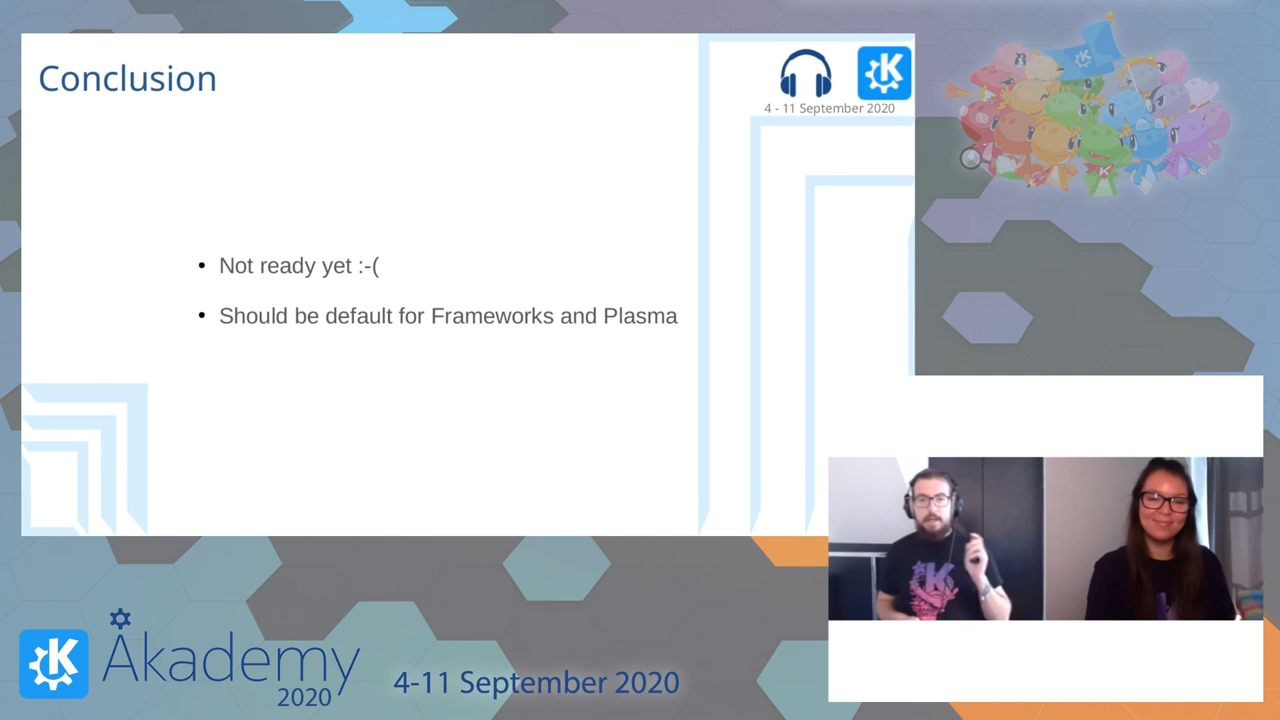 Conclusion
4 - 11 September 2020
Not ready yet :-(
Should be default for Frameworks and Plasma
Akademy
2020
4-11 September 2020